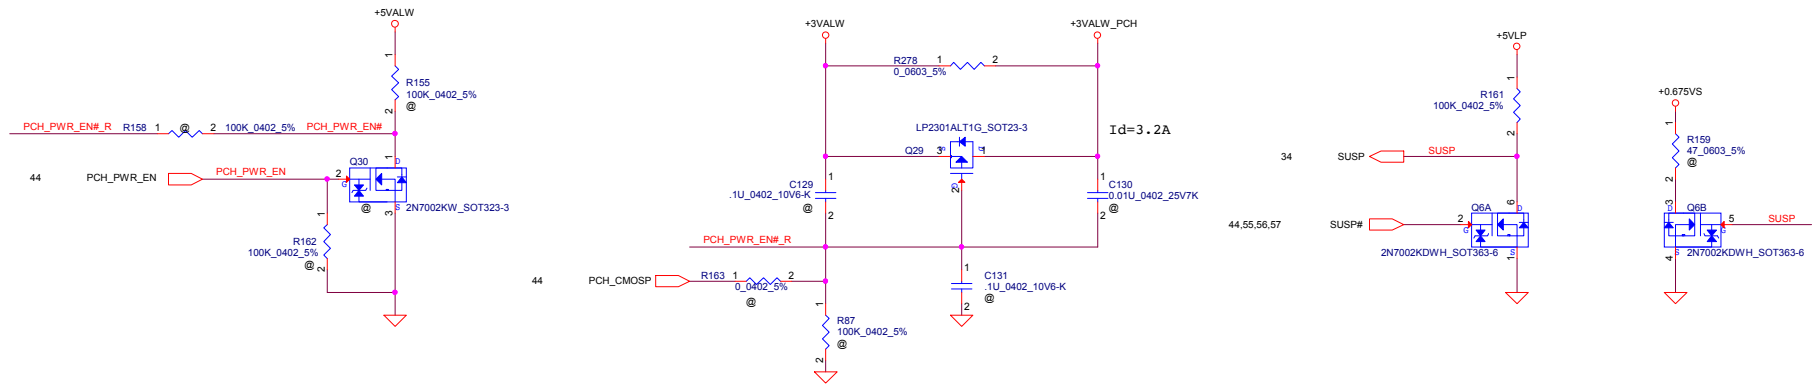 +5VALW
1
R155
100K_0402_5%
@
2
PCH_PWR_EN#_R R158 1 @ 2 100K_0402_5% PCH_PWR_EN#
1
D
Q30
44 PCH_PWR_EN PCH_PWR_EN 2
G
@
S
3
2N7002KW_SOT323-3
1
R162
100K_0402_5%
@
2
+3VALW
+3VALW_PCH
R278 1 2
0_0603_5%
LP2301ALT1G_SOT23-3
Id=3.2A
Q29 3 S D 1
G
2
1
C129
.1U_0402_10V6-K
@
2
1
C130
0.01U_0402_25V7K
@
2
PCH_PWR_EN#_R
44 PCH_CMOSP R163 1 2
0_0402_5%
@
1
C131
.1U_0402_10V6-K
@
2
1
R87
100K_0402_5%
@
2
+5VLP
1
R161
100K_0402_5%
2
34 SUSP SUSP
6
Q6A D
44,55,56,57 SUSP# 2
G
2N7002KDWH_SOT363-6
S
1
+0.675VS
1
R159
47_0603_5%
@
2
3
D Q6B
5 SUSP
G
S 2N7002KDWH_SOT363-6
4